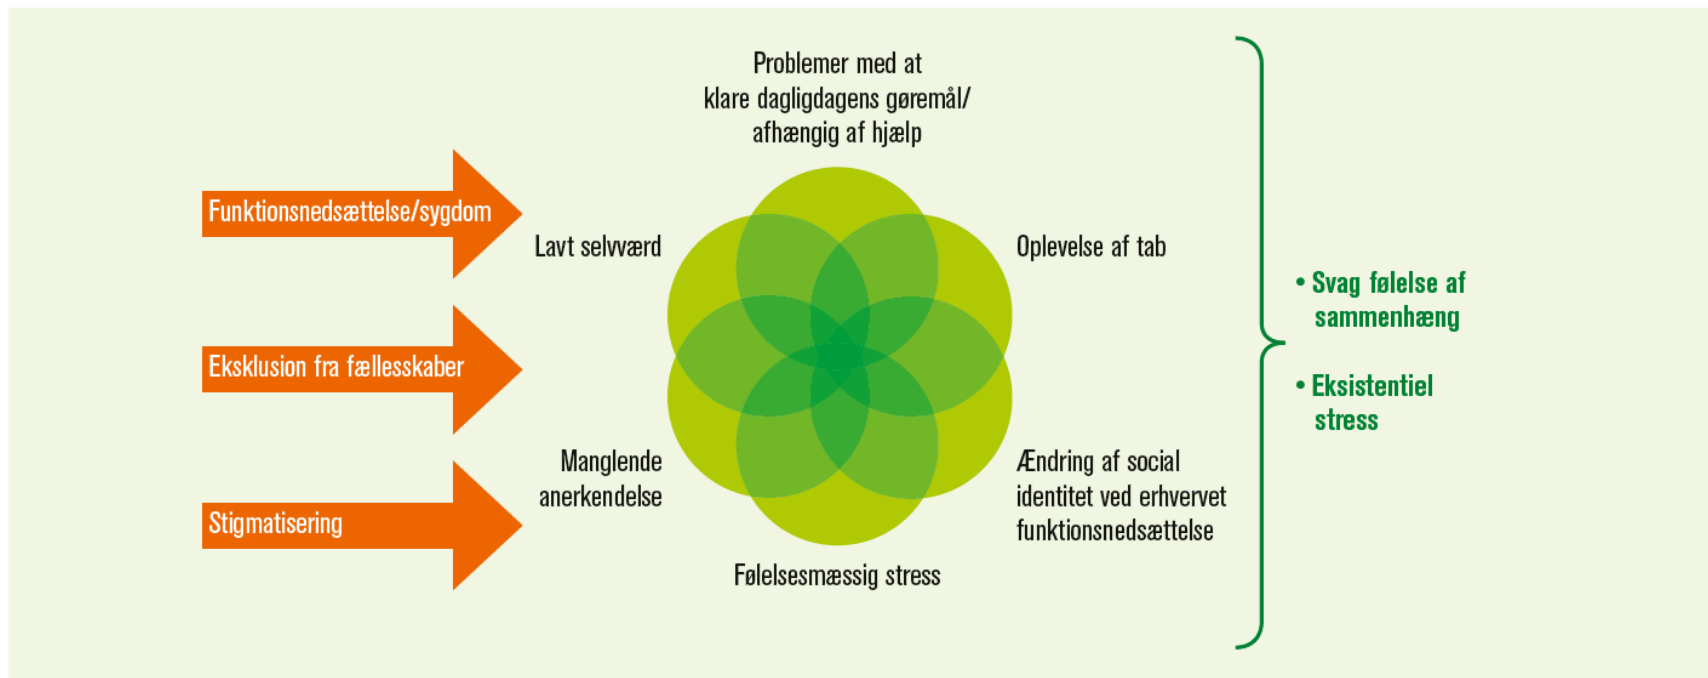 Problemer med at
klare dagligdagens gøremål/
afhængig af hjælp
Funktionsnedsættelse/sygdom
Lavt selvværd
Oplevelse af tab
Eksklusion fra fællesskaber
• Svag følelse af
sammenhæng
• Eksistentiel
stress
Manglende
anerkendelse
Ændring af social
identitet ved erhvervet
funktionsnedsættelse
Stigmatisering
Følelsesmæssig stress